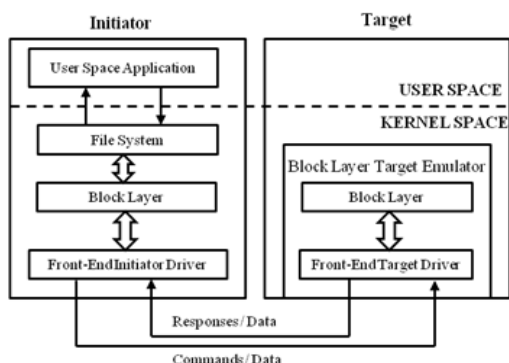 Initiator
Target
User Space Application
USER SPACE
KERNEL SPACE
File System
Block Layer Target Emulator
Block Layer
Block Layer
Front-End Initiator Driver
Front-End Target Driver
Responses/Data
Commands/Data